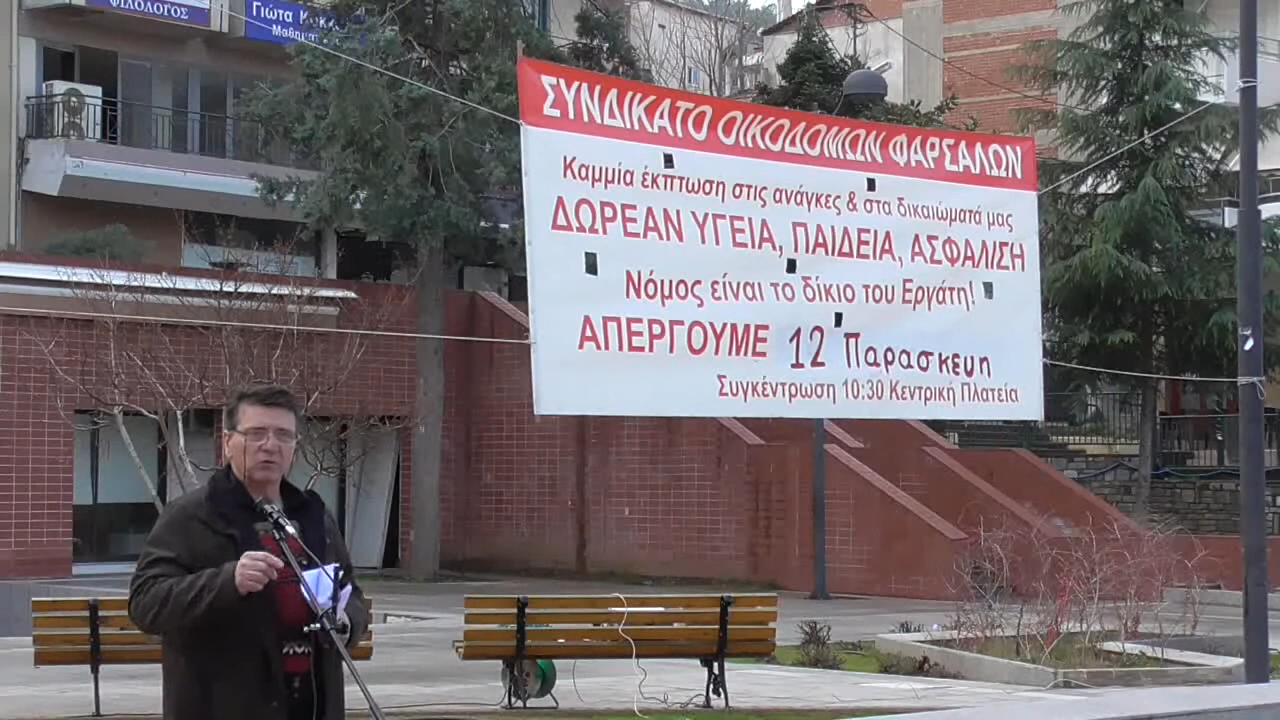 ΦΙΛΟΛΟΓΟΣ
Γιώτα
ΣΥΝΔΙΚΑΤΟ ΟΙΚΟΔΟΜΩΝ ΦΑΡΣΑΛΩΝ
Καμμία έκπτωση στις ανάγκες & στα δικαιώματά μας
ΔΩΡΕΑΝ ΥΓΕΙΑ, ΠΑΙΔΕΙΑ, ΑΣΦΑΛΙΣΗ
Νόμος είναι το δίκιο του Εργάτη!
ΑΠΕΡΓΟΥΜΕ 12 Παρασκευη
Συγκέντρωση 10:30 Κεντρική Πλατεία